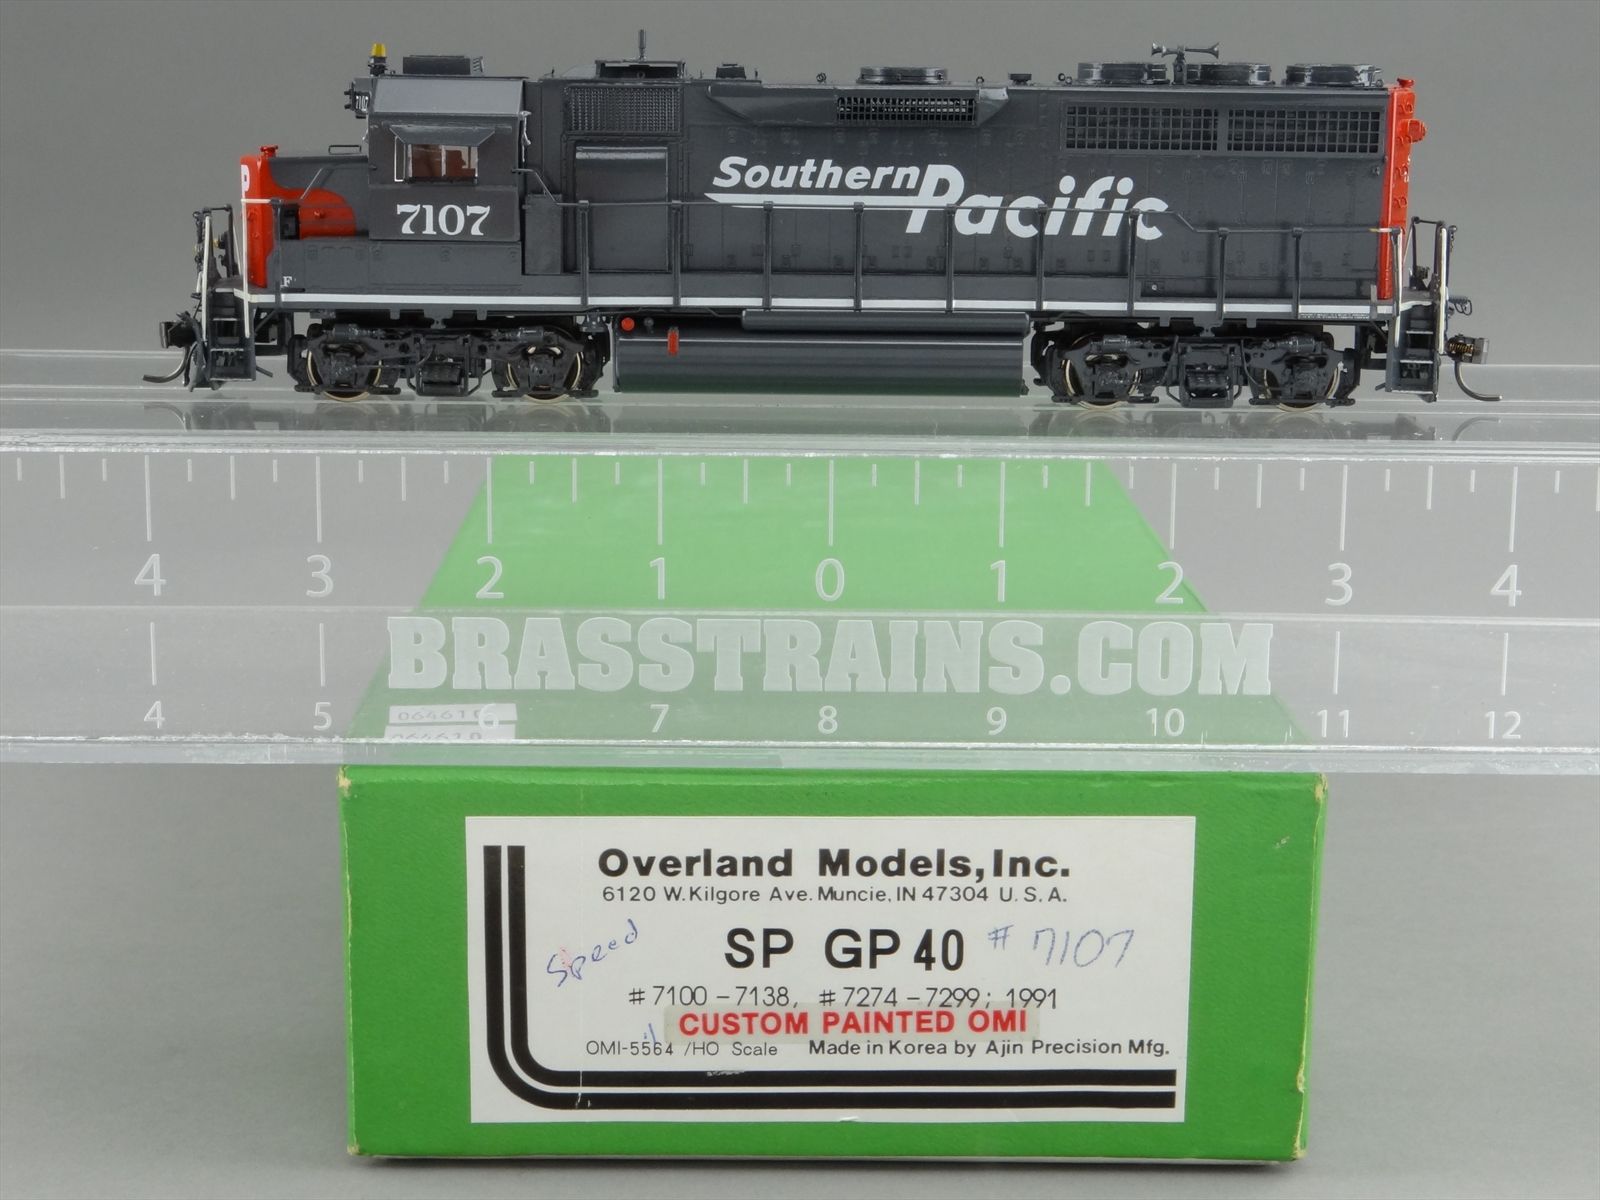 Southern
Pacific
7107
F
4 3 2 1 0 1 2 3 4
BRASSTRAINS.COM
4 5 6 7 8 9 10 11 12
Overland Models, Inc.
6120 W. Kilgore Ave. Muncie, IN 47304 U.S.A.
Speed
SP GP40 # 7107
#7100-7138, #7274-7299; 1991
CUSTOM PAINTED OMI
OMI-5564 /HO Scale Made in Korea by Ajin Precision Mfg.